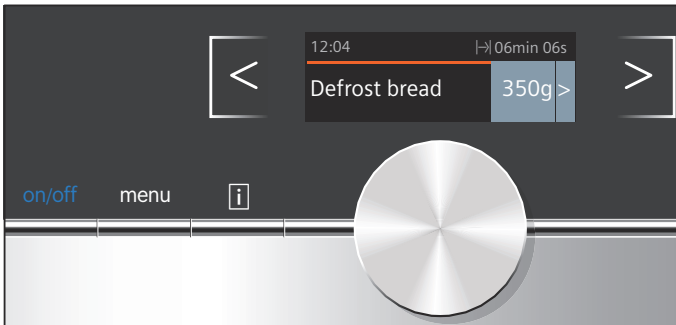 12:04 06min 06s
Defrost bread 350g >
< >
on/off menu i